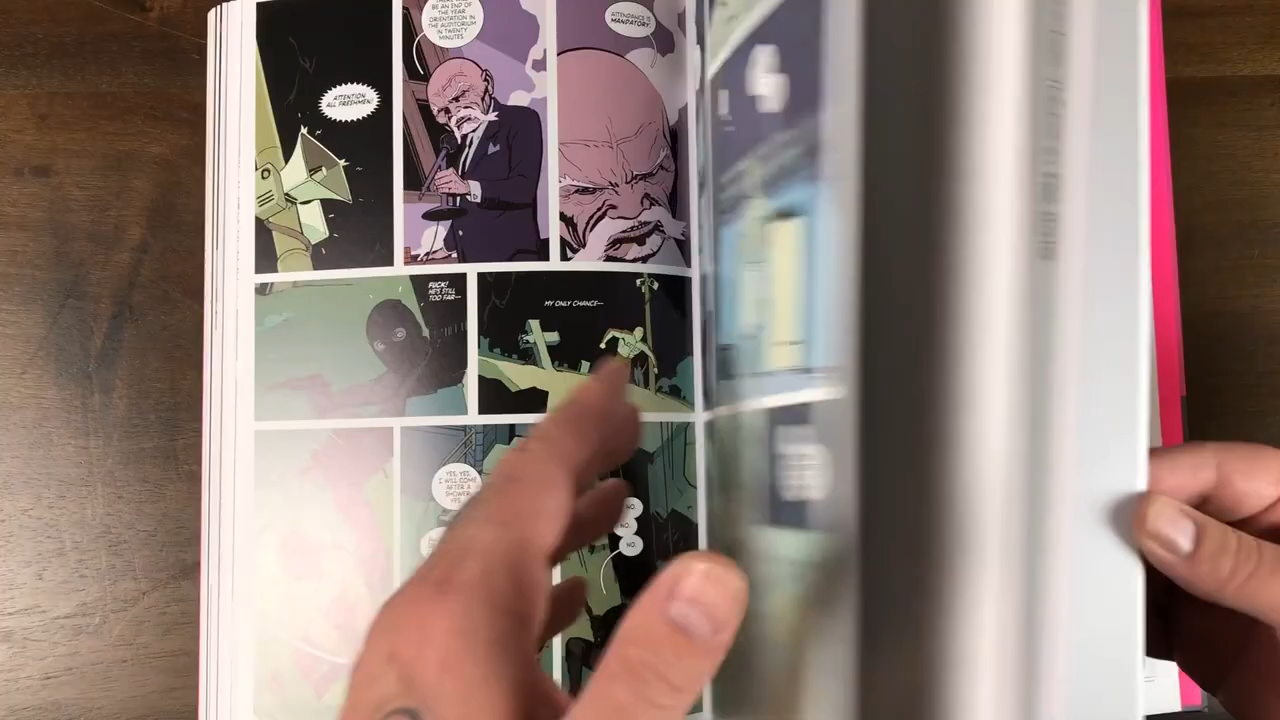 ATTENTION
ALL FRESHMEN!
BE AN END OF
THE YEAR
ORIENTATION IN
THE AUDITORIUM
IN TWENTY
MINUTES
ATTENDANCE IS
MANDATORY.
FUCK!
HE'S STILL
TOO FAR—
MY ONLY CHANCE—
YES, YES,
I WILL COME
AFTER A
SHOWER.
YES.
NO.
NO.
NO.